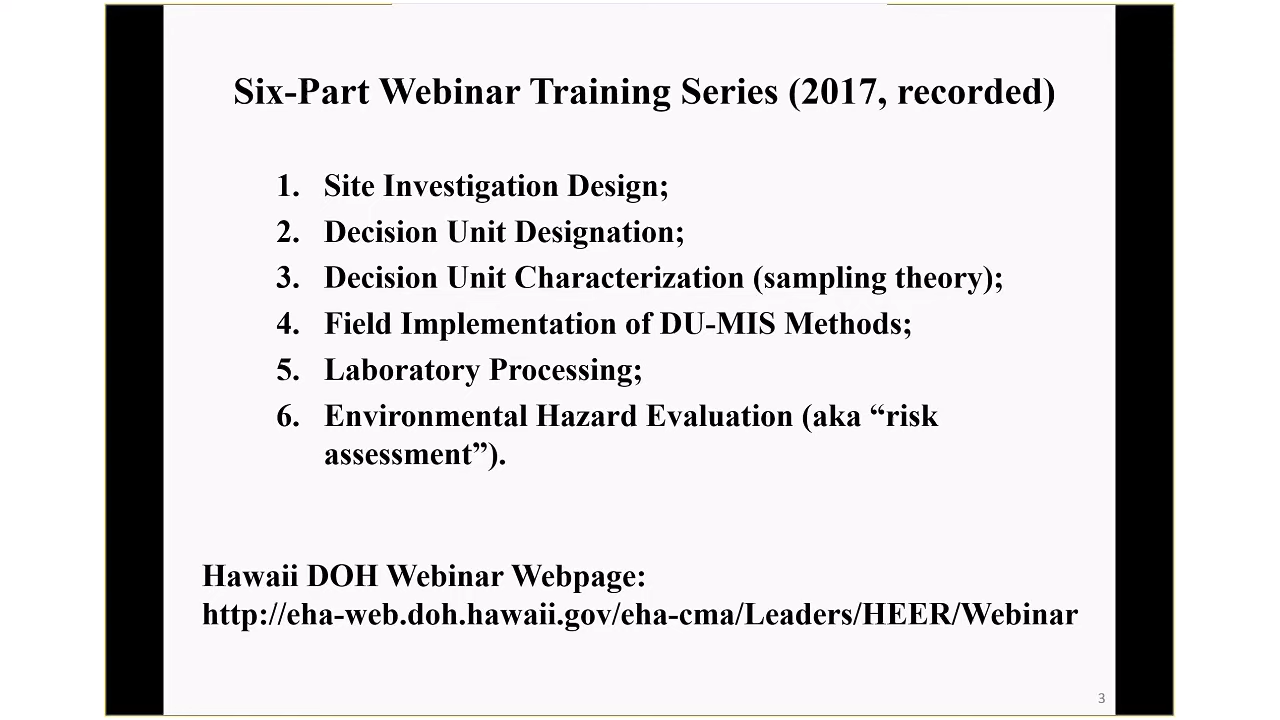 Six-Part Webinar Training Series (2017, recorded)
1. Site Investigation Design;
2. Decision Unit Designation;
3. Decision Unit Characterization (sampling theory);
4. Field Implementation of DU-MIS Methods;
5. Laboratory Processing;
6. Environmental Hazard Evaluation (aka “risk
assessment”).
Hawaii DOH Webinar Webpage:
http://eha-web.doh.hawaii.gov/eha-cma/Leaders/HEER/Webinar
3